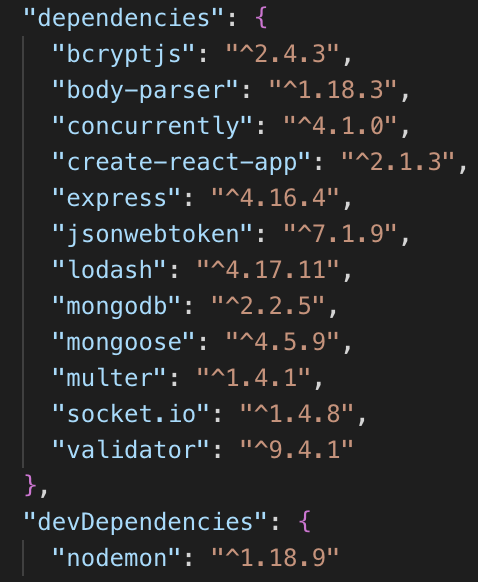 "dependencies": {
"bcryptjs": "^2.4.3",
"body-parser": "^1.18.3",
"concurrently": "^4.1.0",
"create-react-app": "^2.1.3",
"express": "^4.16.4",
"jsonwebtoken": "^7.1.9",
"lodash": "^4.17.11",
"mongodb": "^2.2.5",
"mongoose": "^4.5.9",
"multer": "^1.4.1",
"socket.io": "^1.4.8",
"validator": "^9.4.1"
},
"devDependencies": {
"nodemon": "^1.18.9"